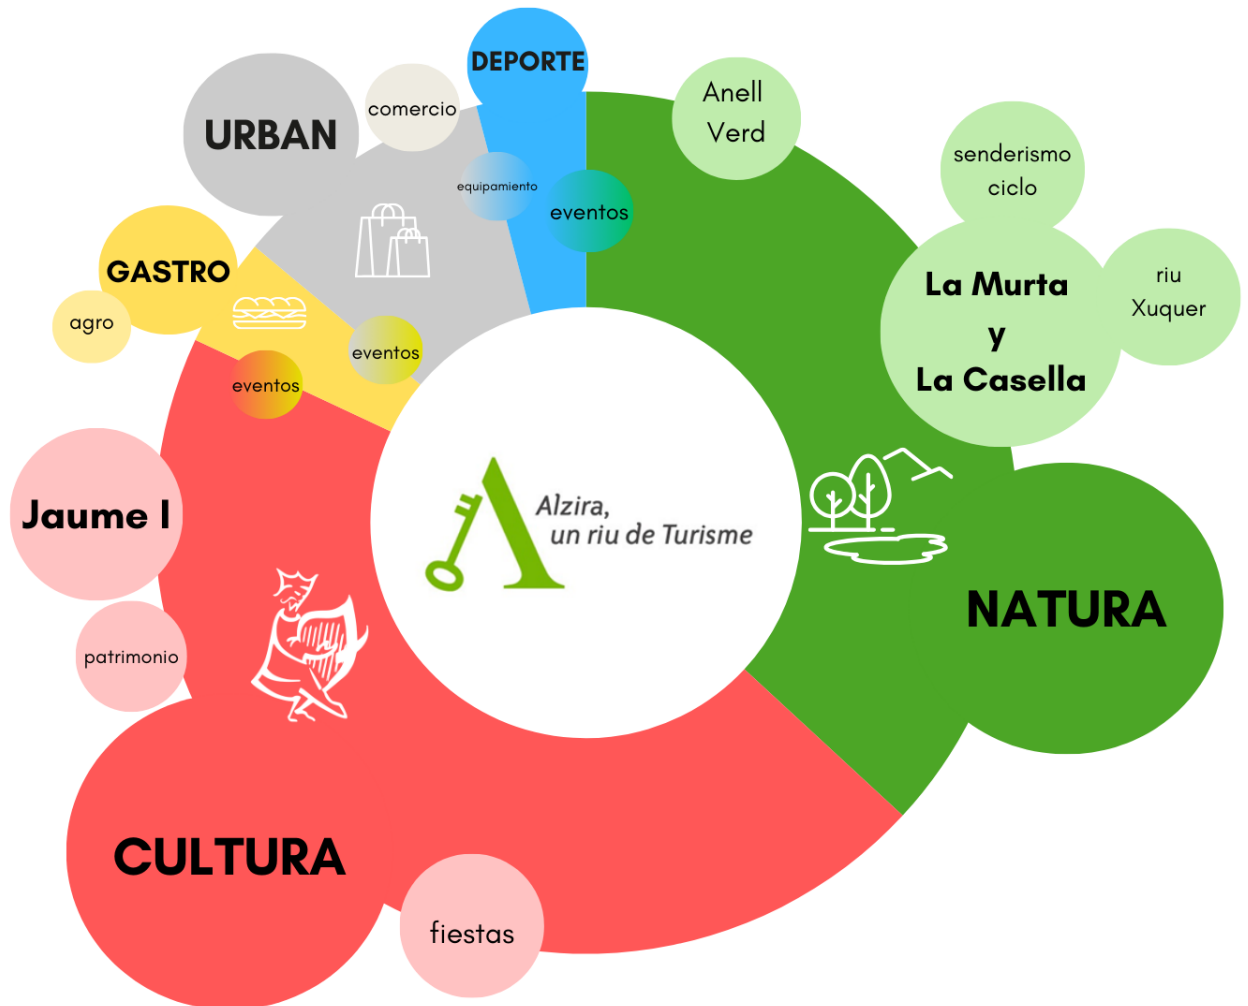 DEPORTE
comercio
URBAN
equipamiento
eventos
Anell
Verd
senderismo
ciclo
La Murta
y
La Casella
riu
Xuquer
GASTRO
agro
eventos
eventos
Jaume I
patrimonio
Alzira,
un riu de Turisme
NATURA
CULTURA
fiestas